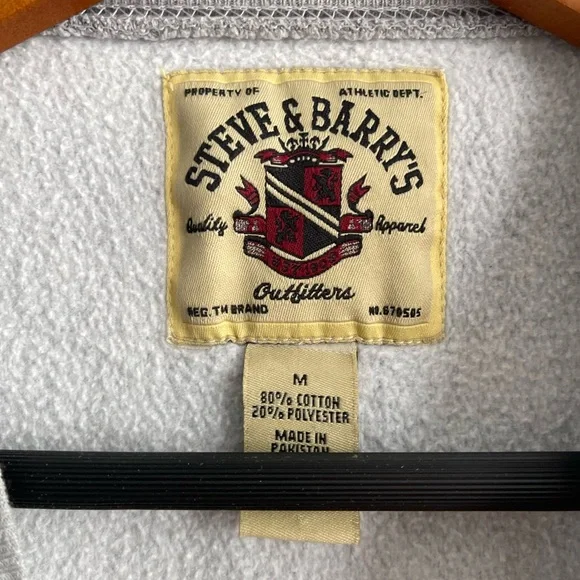 PROPERTY OF ATHLETIC DEPT.
STEVE & BARRY'S
Quality Apparel
Outfitters
REG. TM BRAND NO. 670505
M
80% COTTON
20% POLYESTER
MADE IN
PAKISTAN